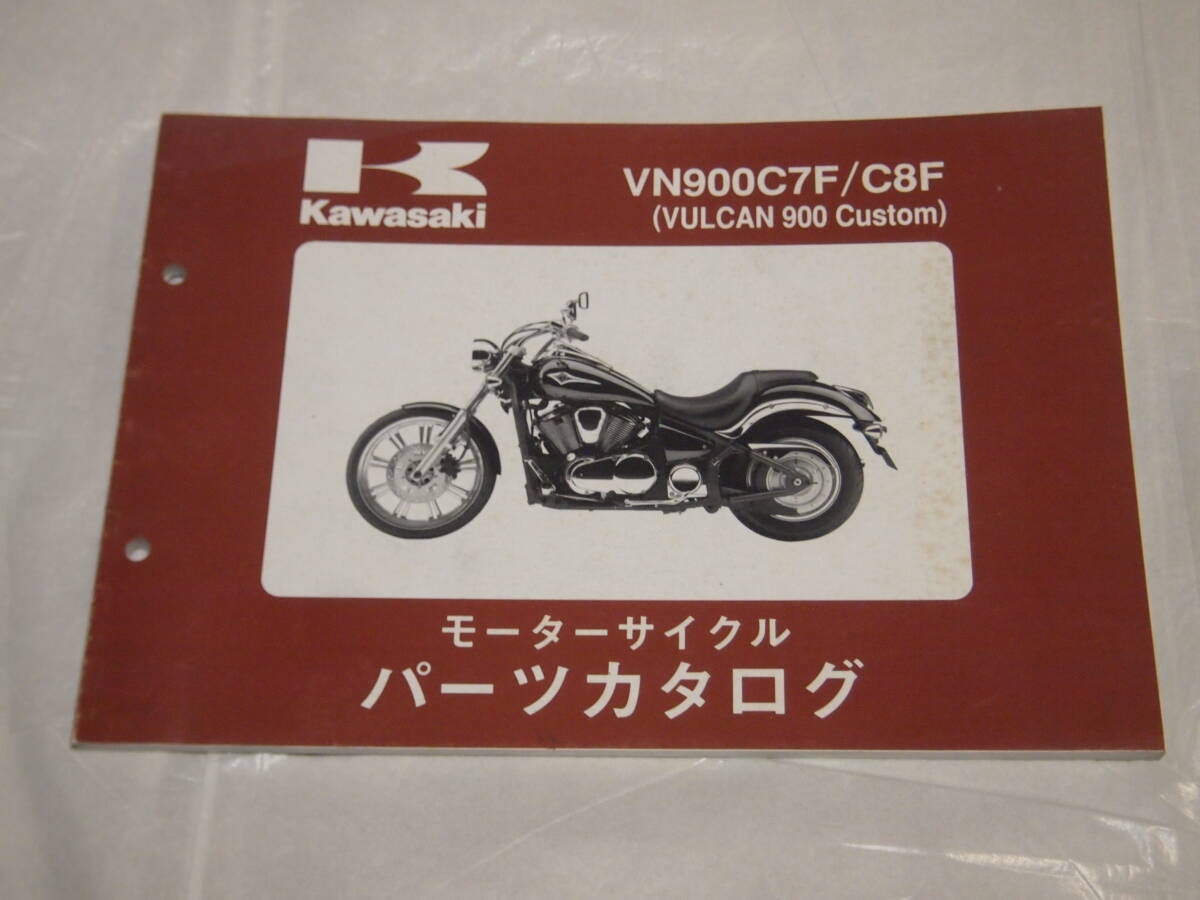 Kawasaki
VN900C7F/C8F
(VULCAN 900 Custom)
モーターサイクル
パーツカタログ